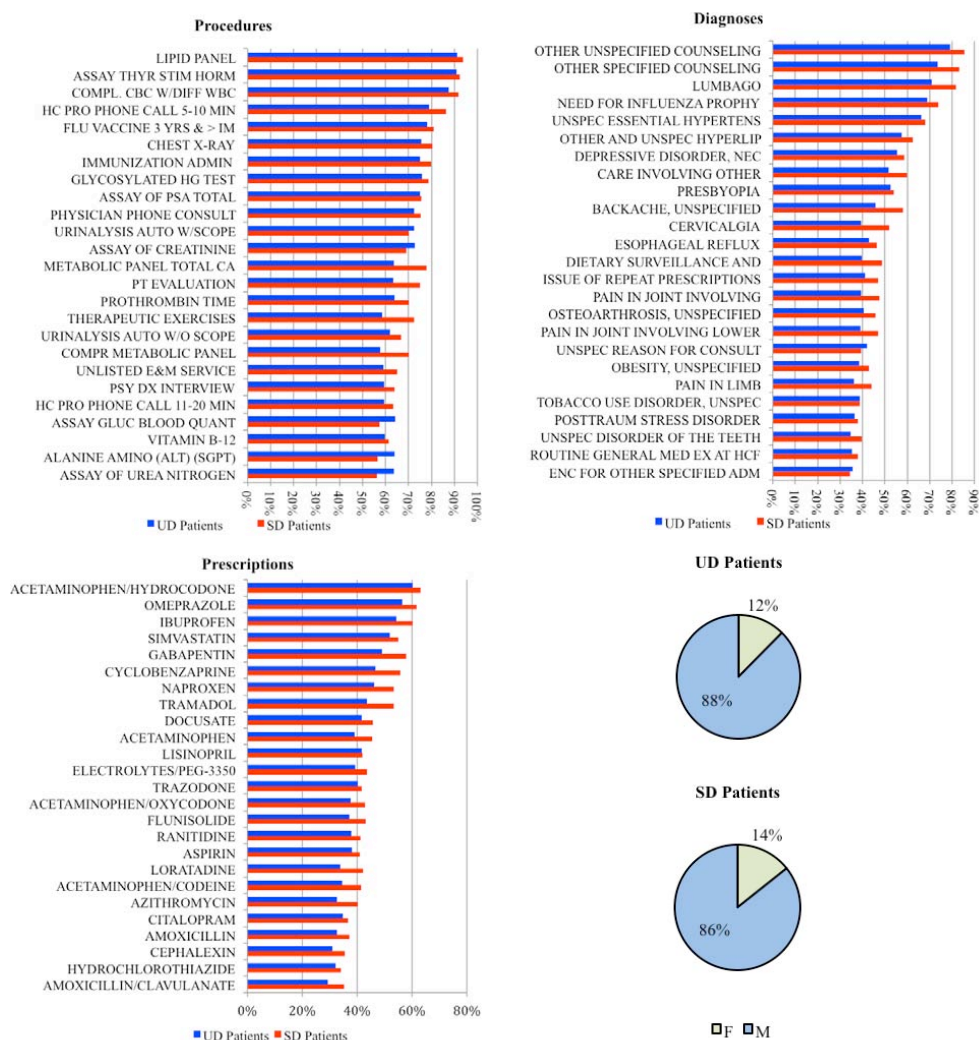 Procedures
LIPID PANEL
ASSAY THYR STIM HORM
COMPL. CBC W/DIFF WBC
HC PRO PHONE CALL 5-10 MIN
FLU VACCINE 3 YRS & > IM
CHEST X-RAY
IMMUNIZATION ADMIN
GLYCOSYLATED HG TEST
ASSAY OF PSA TOTAL
PHYSICIAN PHONE CONSULT
URINALYSIS AUTO W/SCOPE
ASSAY OF CREATININE
METABOLIC PANEL TOTAL CA
PT EVALUATION
PROTHROMBIN TIME
THERAPEUTIC EXERCISES
URINALYSIS AUTO W/O SCOPE
COMPR METABOLIC PANEL
UNLISTED E&M SERVICE
PSY DX INTERVIEW
HC PRO PHONE CALL 11-20 MIN
ASSAY GLUC BLOOD QUANT
VITAMIN B-12
ALANINE AMINO (ALT) (SGPT)
ASSAY OF UREA NITROGEN
0% 10% 20% 30% 40% 50% 60% 70% 80% 90% 100%
UD Patients SD Patients
Diagnoses
OTHER UNSPECIFIED COUNSELING
OTHER SPECIFIED COUNSELING
LUMBAGO
NEED FOR INFLUENZA PROPHY
UNSPEC ESSENTIAL HYPERTENS
OTHER AND UNSPEC HYPERLIP
DEPRESSIVE DISORDER, NEC
CARE INVOLVING OTHER
PRESBYOPIA
BACKACHE, UNSPECIFIED
CERVICALGIA
ESOPHAGEAL REFLUX
DIETARY SURVEILLANCE AND
ISSUE OF REPEAT PRESCRIPTIONS
PAIN IN JOINT INVOLVING
OSTEOARTHROSIS, UNSPECIFIED
PAIN IN JOINT INVOLVING LOWER
UNSPEC REASON FOR CONSULT
OBESITY, UNSPECIFIED
PAIN IN LIMB
TOBACCO USE DISORDER, UNSPEC
POSTTRAUM STRESS DISORDER
UNSPEC DISORDER OF THE TEETH
ROUTINE GENERAL MED EX AT HCF
ENC FOR OTHER SPECIFIED ADM
0% 10% 20% 30% 40% 50% 60% 70% 80% 90%
UD Patients SD Patients
Prescriptions
ACETAMINOPHEN/HYDROCODONE
OMEPRAZOLE
IBUPROFEN
SIMVASTATIN
GABAPENTIN
CYCLOBENZAPRINE
NAPROXEN
TRAMADOL
DOCUSATE
ACETAMINOPHEN
LISINOPRIL
ELECTROLYTES/PEG-3350
TRAZODONE
ACETAMINOPHEN/OXYCODONE
FLUNISOLIDE
RANITIDINE
ASPIRIN
LORATADINE
ACETAMINOPHEN/CODEINE
AZITHROMYCIN
CITALOPRAM
AMOXICILLIN
CEPHALEXIN
HYDROCHLOROTHIAZIDE
AMOXICILLIN/CLAVULANATE
0% 20% 40% 60% 80%
UD Patients SD Patients
UD Patients
12%
88%
SD Patients
14%
86%
F M